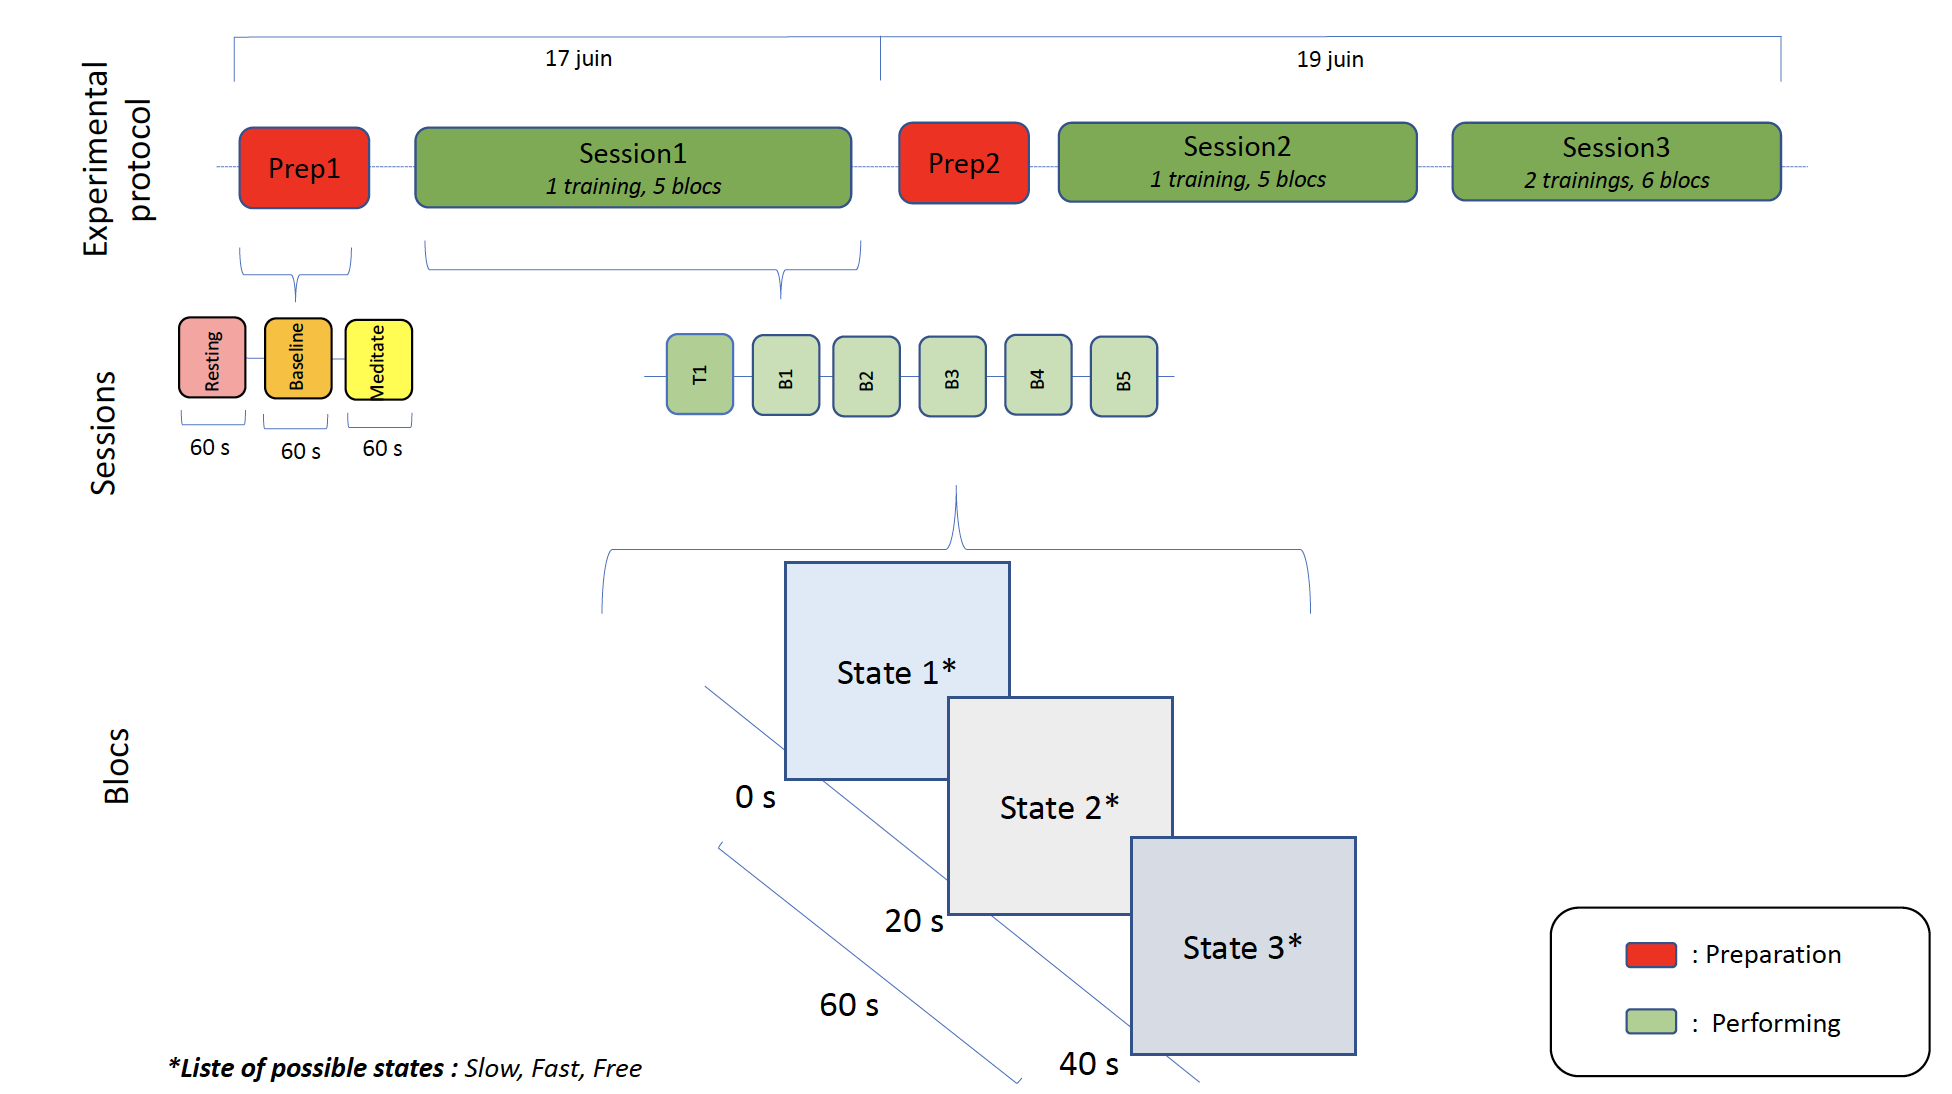 17 juin
19 juin
Experimental
protocol
Prep1
Session1
1 training, 5 blocs
Prep2
Session2
1 training, 5 blocs
Session3
2 trainings, 6 blocs
Sessions
Resting
Baseline
Meditate
60 s
60 s
60 s
T1
B1
B2
B3
B4
B5
Blocs
State 1*
State 2*
State 3*
0 s
20 s
40 s
60 s
: Preparation
: Performing
*Liste of possible states : Slow, Fast, Free